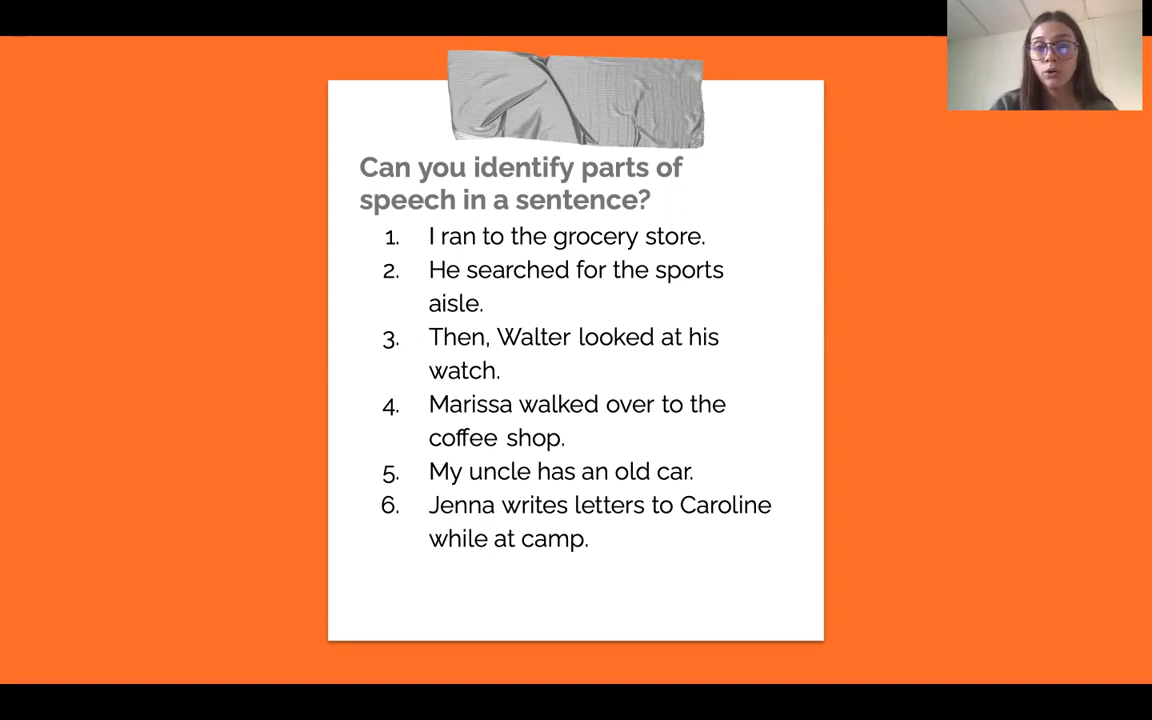 Can you identify parts of
speech in a sentence?
1. I ran to the grocery store.
2. He searched for the sports
aisle.
3. Then, Walter looked at his
watch.
4. Marissa walked over to the
coffee shop.
5. My uncle has an old car.
6. Jenna writes letters to Caroline
while at camp.